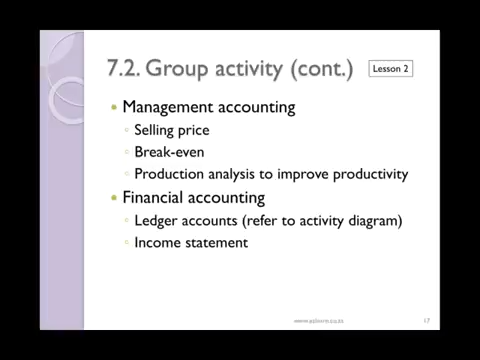 7.2. Group activity (cont.)
Lesson 2
Management accounting
Selling price
Break-even
Production analysis to improve productivity
Financial accounting
Ledger accounts (refer to activity diagram)
Income statement
17